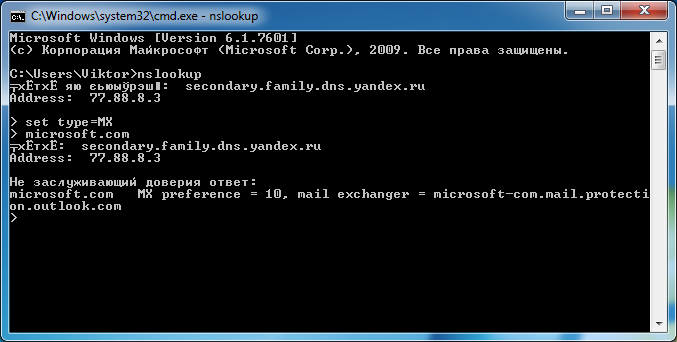 C:\Windows\system32\cmd.exe - nslookup
Microsoft Windows [Version 6.1.7601]
(c) Корпорация Майкрософт (Microsoft Corp.), 2009. Все права защищены.
C:\Users\Viktor>nslookup
╤хЁтхЁ яю єьюыўрэш■:  secondary.family.dns.yandex.ru
Address:  77.88.8.3
> set type=MX
> microsoft.com
╤хЁтхЁ:  secondary.family.dns.yandex.ru
Address:  77.88.8.3
Не заслуживающий доверия ответ:
microsoft.com   MX preference = 10, mail exchanger = microsoft-com.mail.protecti
on.outlook.com
>